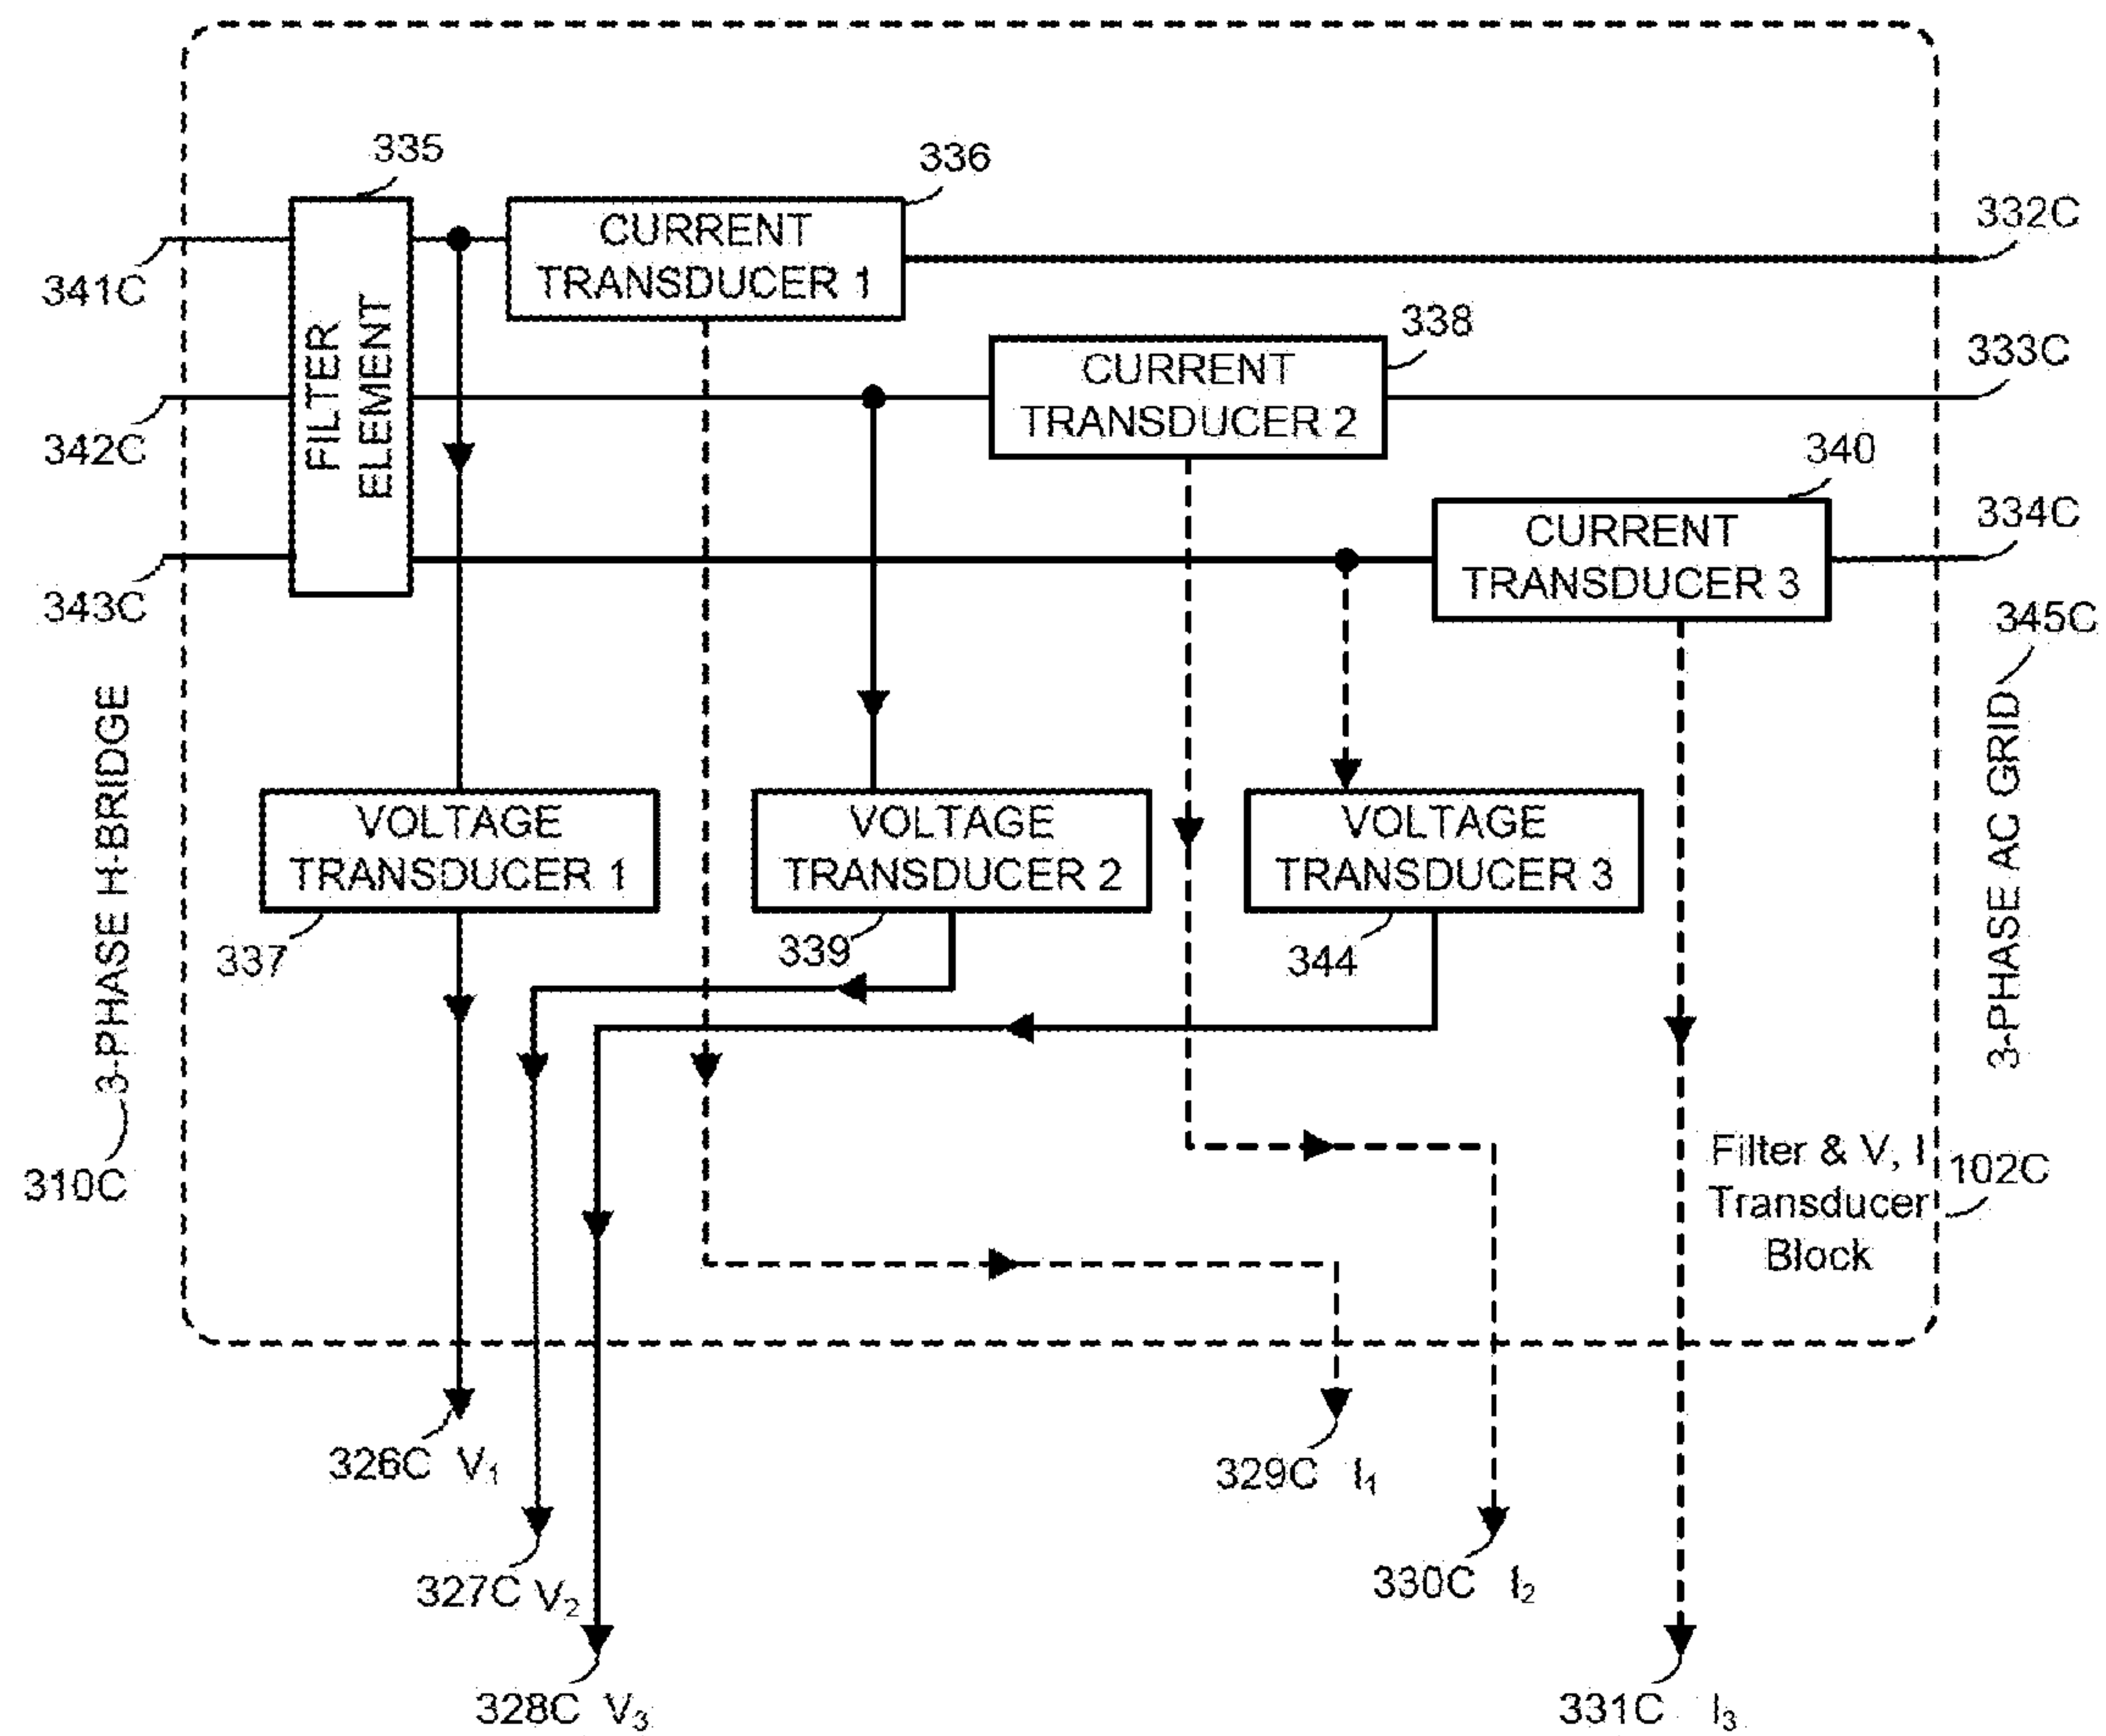 335
336
332C
CURRENT
TRANSDUCER 1
341C
338
333C
FILTER
ELEMENT
CURRENT
TRANSDUCER 2
342C
340
334C
CURRENT
TRANSDUCER 3
343C
345C
3-PHASE H-BRIDGE
310C
3-PHASE AC GRID
VOLTAGE
TRANSDUCER 1
VOLTAGE
TRANSDUCER 2
VOLTAGE
TRANSDUCER 3
337
339
344
Filter & V, I
Transducer
Block
102C
326C V₁
329C I₁
327C V₂
330C I₂
328C V₃
331C I₃